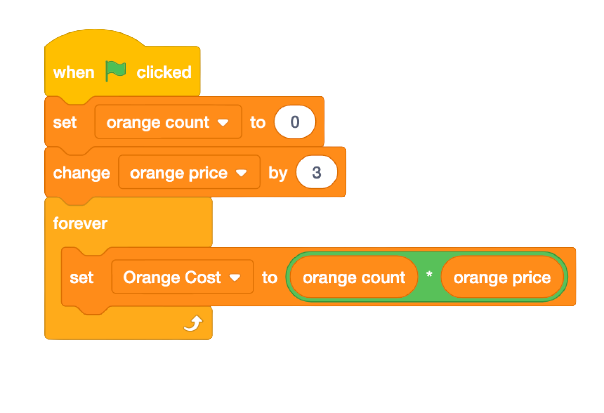 when clicked
set orange count to 0
change orange price by 3
forever
set Orange Cost to orange count * orange price